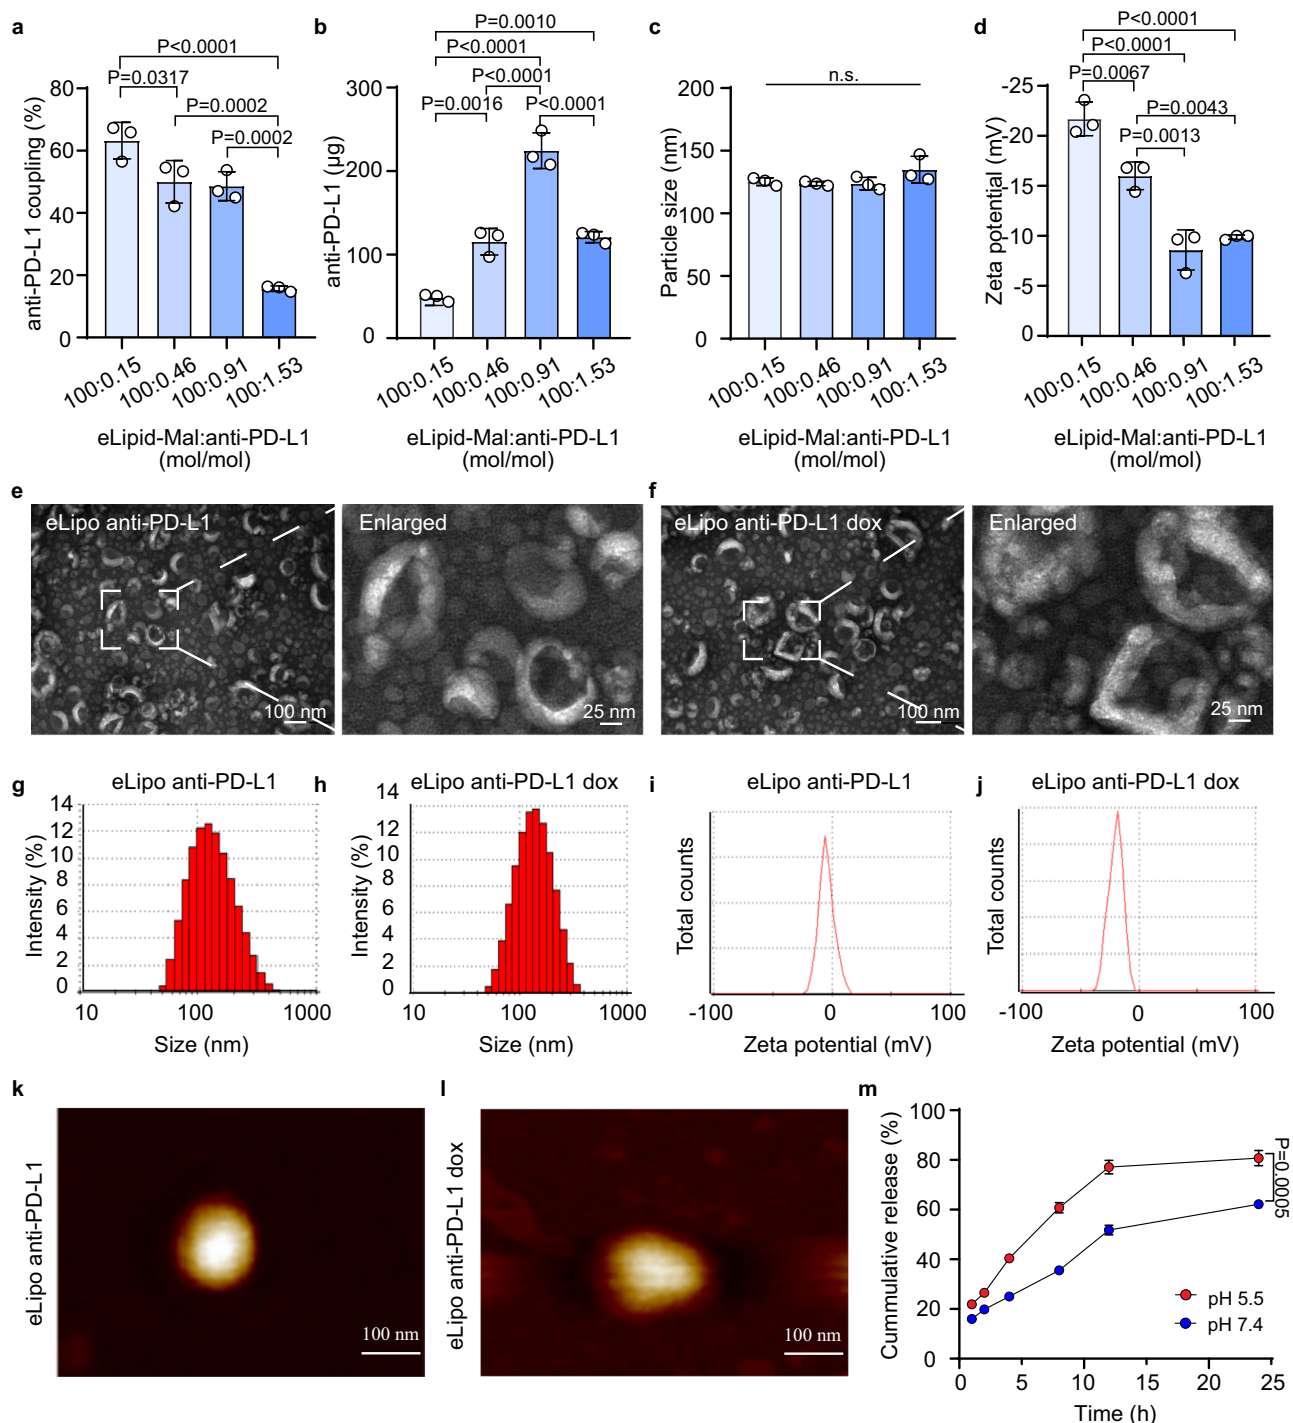 a
P<0.0001
P=0.0317
P=0.0002
P=0.0002
anti-PD-L1 coupling (%)
80
60
40
20
0
100:0.15
100:0.46
100:0.91
100:1.53
eLipid-Mal:anti-PD-L1
(mol/mol)
b
P=0.0010
P<0.0001
P<0.0001
P=0.0016
P<0.0001
anti-PD-L1 (µg)
300
200
100
0
100:0.15
100:0.46
100:0.91
100:1.53
eLipid-Mal:anti-PD-L1
(mol/mol)
c
n.s.
Particle size (nm)
200
150
100
50
0
100:0.15
100:0.46
100:0.91
100:1.53
eLipid-Mal:anti-PD-L1
(mol/mol)
d
P<0.0001
P<0.0001
P=0.0067
P=0.0043
P=0.0013
Zeta potential (mV)
-25
-20
-15
-10
-5
0
100:0.15
100:0.46
100:0.91
100:1.53
eLipid-Mal:anti-PD-L1
(mol/mol)
e
eLipo anti-PD-L1
100 nm
Enlarged
25 nm
f
eLipo anti-PD-L1 dox
100 nm
Enlarged
25 nm
g
eLipo anti-PD-L1
Intensity (%)
14
12
10
8
6
4
2
0
10
100
1000
Size (nm)
h
eLipo anti-PD-L1 dox
Intensity (%)
14
12
10
8
6
4
2
0
10
100
1000
Size (nm)
i
eLipo anti-PD-L1
Total counts
-100
0
100
Zeta potential (mV)
j
eLipo anti-PD-L1 dox
Total counts
-100
0
100
Zeta potential (mV)
k
eLipo anti-PD-L1
100 nm
l
eLipo anti-PD-L1 dox
100 nm
m
Cummulative release (%)
100
80
60
40
20
0
P=0.0005
pH 5.5
pH 7.4
0
5
10
15
20
25
Time (h)